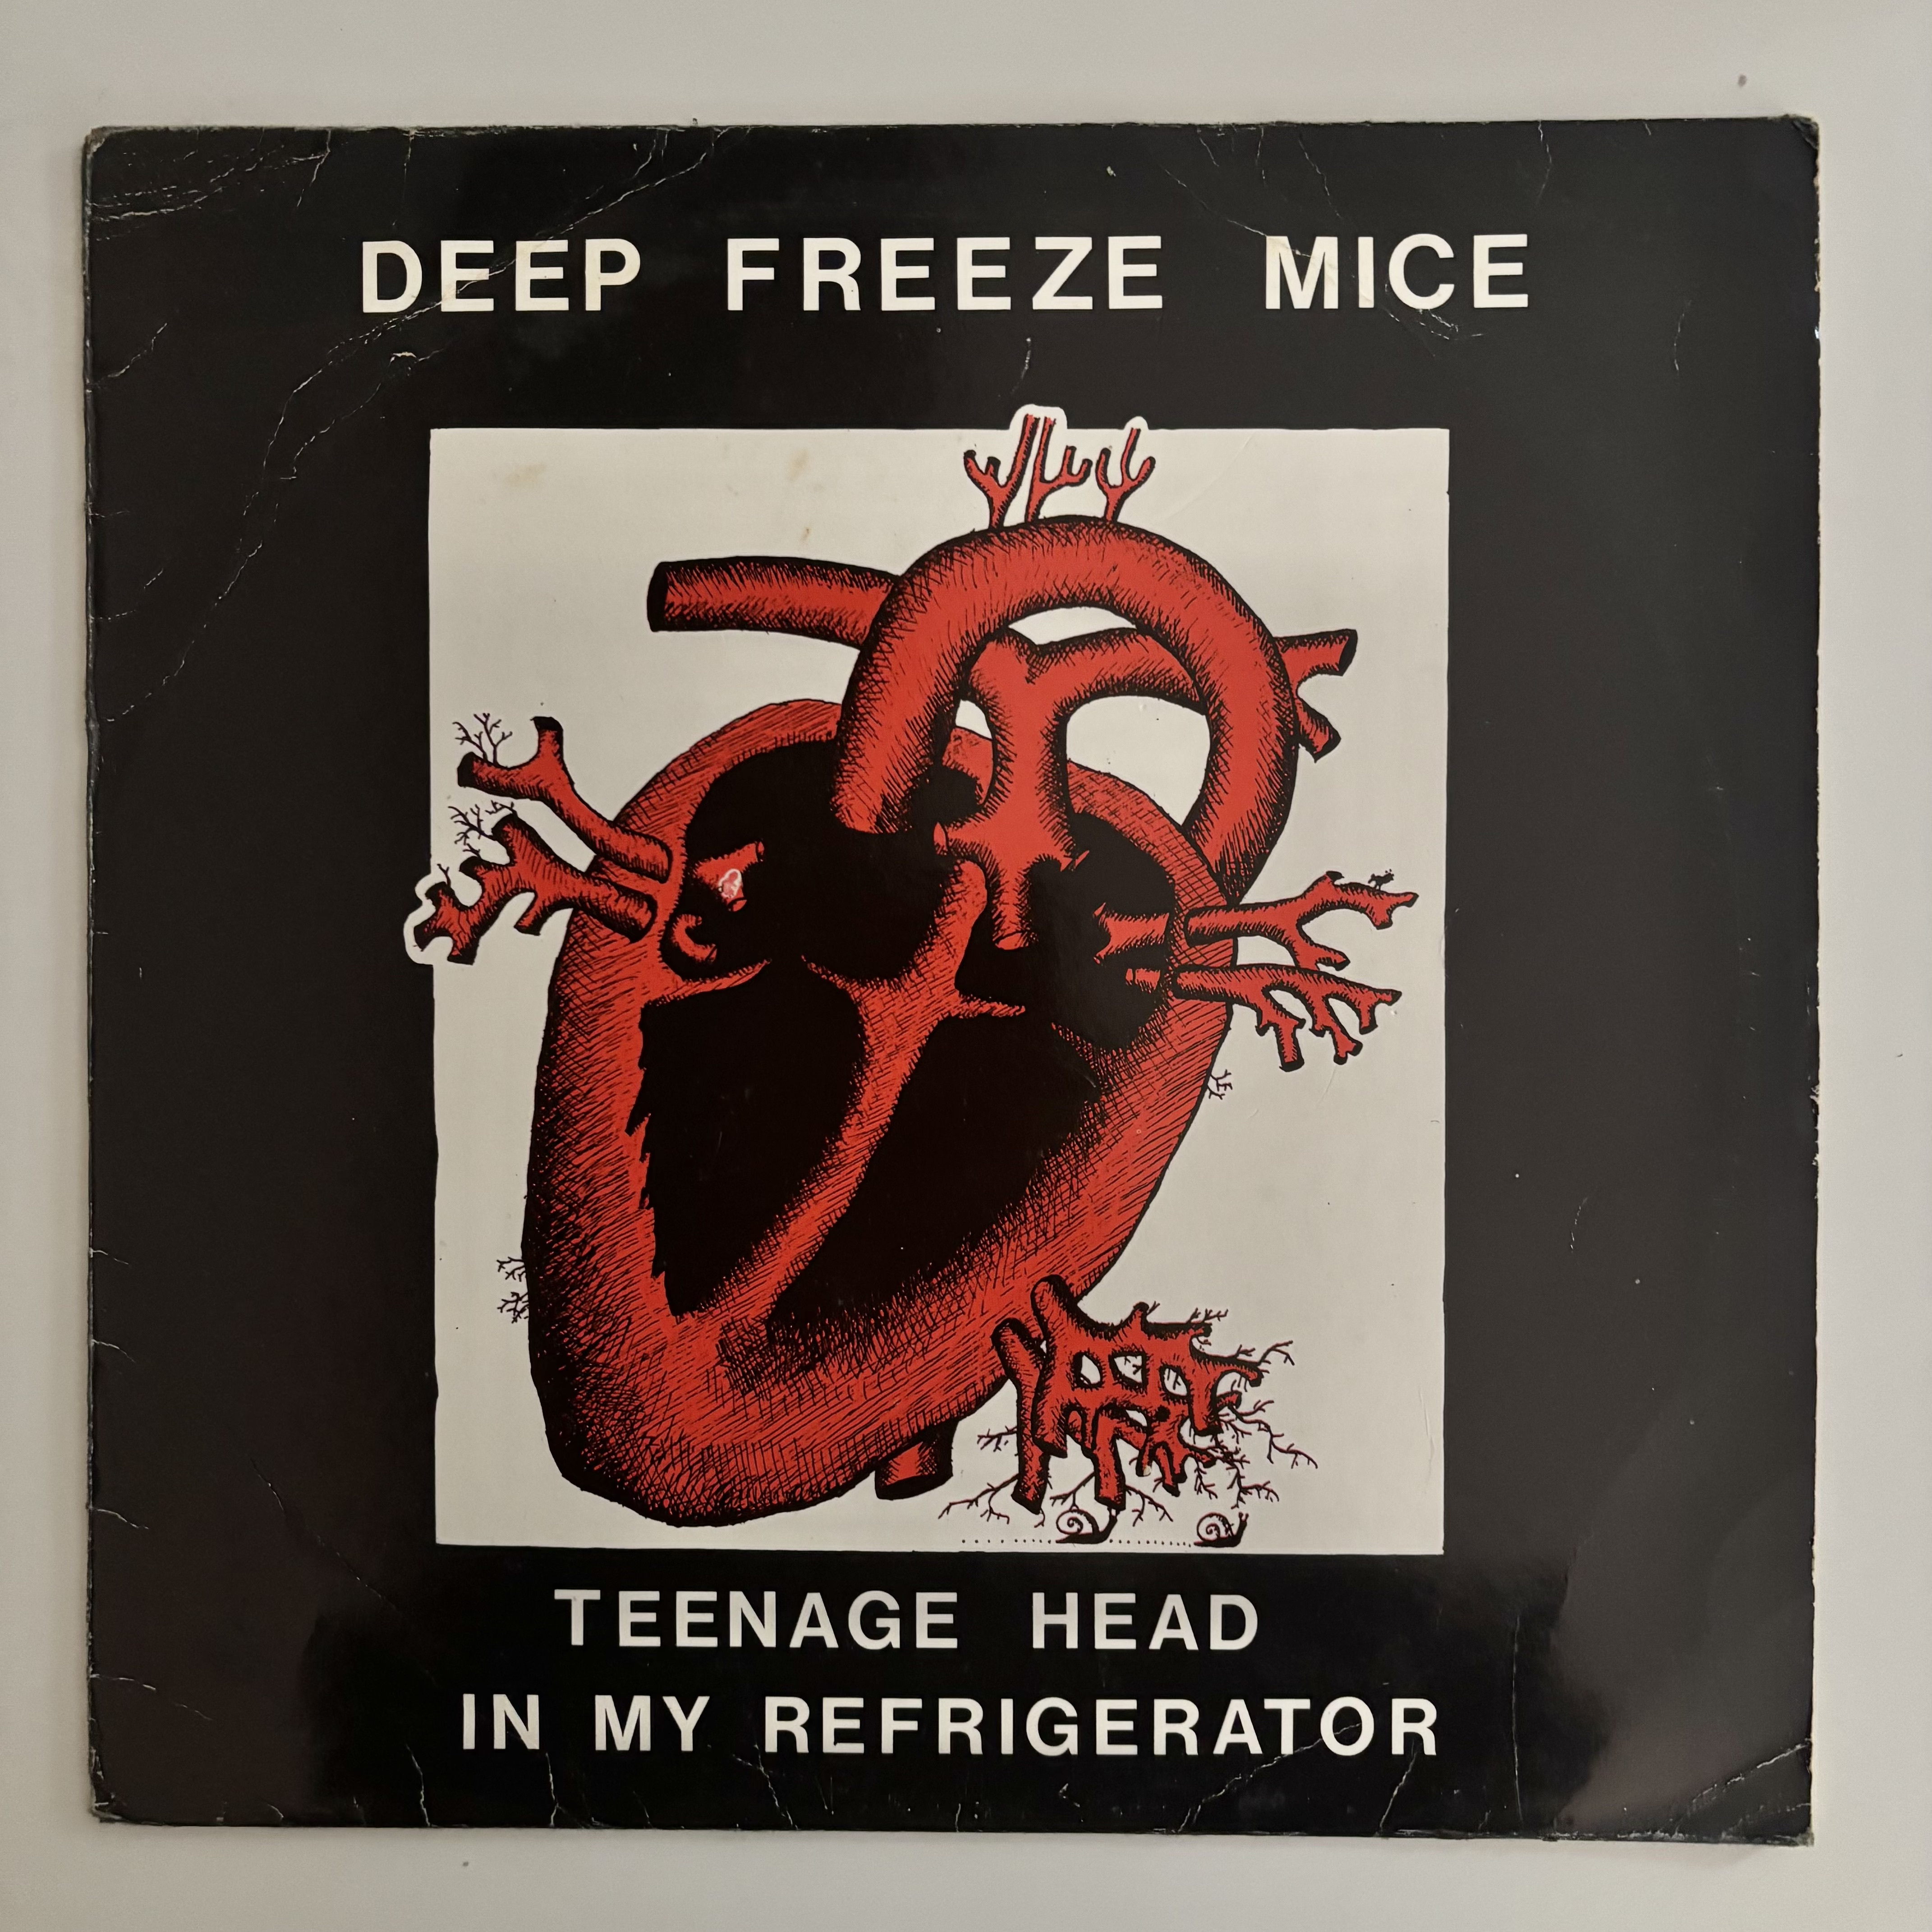 DEEP FREEZE MICE
TEENAGE HEAD
IN MY REFRIGERATOR